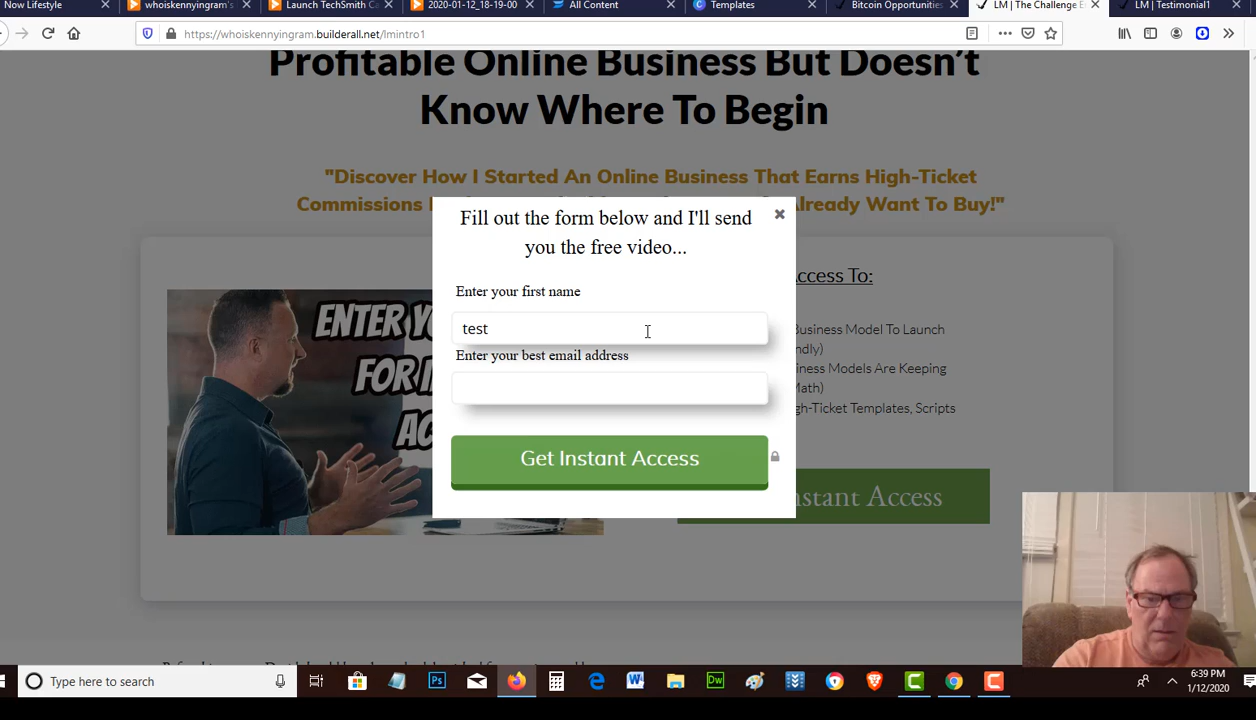 Now Lifestyle
whoiskennyingram's
Launch TechSmith Ca
2020-01-12_18-19-00
All Content
Templates
Bitcoin Opportunities
LM | The Challenge E
LM | Testimonial1
https://whoiskennyingram.builderall.net/lmintro1
Profitable Online Business But Doesn't
Know Where To Begin
"Discover How I Started An Online Business That Earns High-Ticket
Commissions
Already Want To Buy!"
Fill out the form below and I'll send
you the free video...
Enter your first name
test
Enter your best email address
Get Instant Access
ccess To:
Business Model To Launch
ndly)
iness Models Are Keeping
Math)
gh-Ticket Templates, Scripts
nstant Access
ENTER Y
FOR I
AC
Type here to search
6:39 PM
1/12/2020